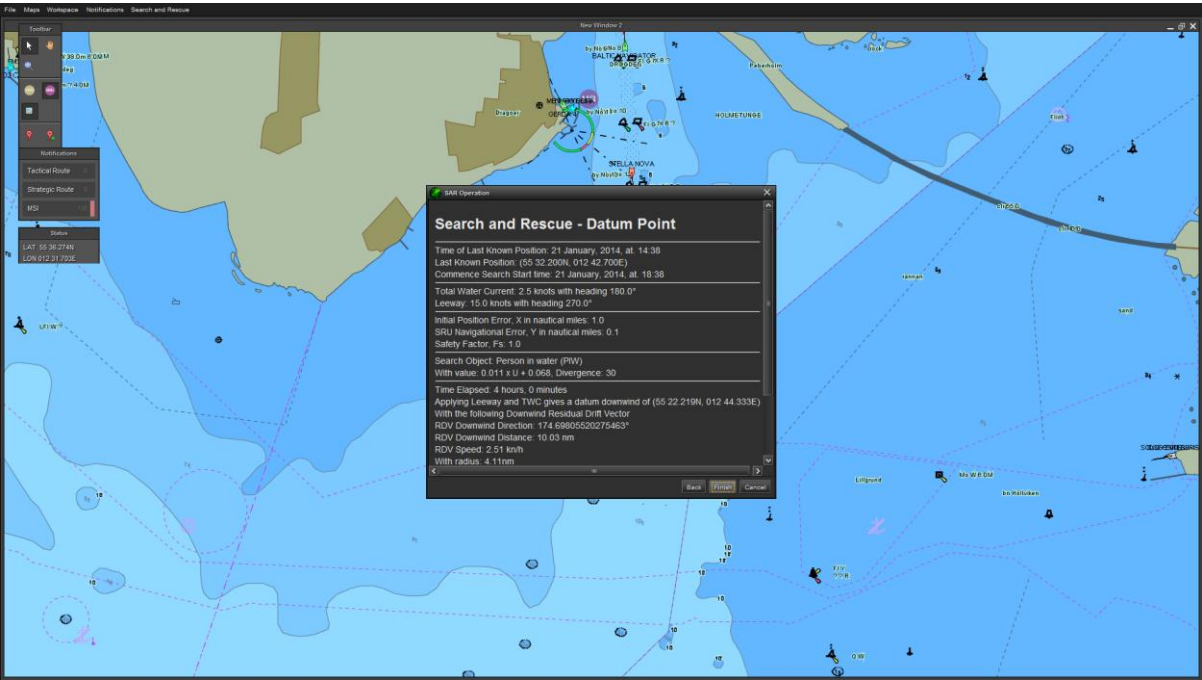 File Maps Workspace Notifications Search and Rescue
New Window 2
Toolbar
Notifications
Tactical Route
Strategic Route
MSI
Status
LAT 55 36.274N
LON 012 31.703E
BALTIC NAVIGATOR
Peberholm
Dragoer
HOLMETUNGE
STELLA NOVA
Flint
rännan
sand
Lillgrund
bn Höllviken
LFl.W
Q.W
SAR Operation
Search and Rescue - Datum Point
Time of Last Known Position: 21 January, 2014, at. 14:38
Last Known Position: (55 32.200N, 012 42.700E)
Commence Search Start time: 21 January, 2014, at. 18:38
Total Water Current: 2.5 knots with heading 180.0°
Leeway: 15.0 knots with heading 270.0°
Initial Position Error, X in nautical miles: 1.0
SRU Navigational Error, Y in nautical miles: 0.1
Safety Factor, Fs: 1.0
Search Object: Person in water (PIW)
With value: 0.011 x U + 0.068, Divergence: 30
Time Elapsed: 4 hours, 0 minutes
Applying Leeway and TWC gives a datum downwind of (55 22.219N, 012 44.333E)
With the following Downwind Residual Drift Vector
RDV Downwind Direction: 174.69805520275463°
RDV Downwind Distance: 10.03 nm
RDV Speed: 2.51 kn/h
With radius: 4.11nm
Back Finish Cancel